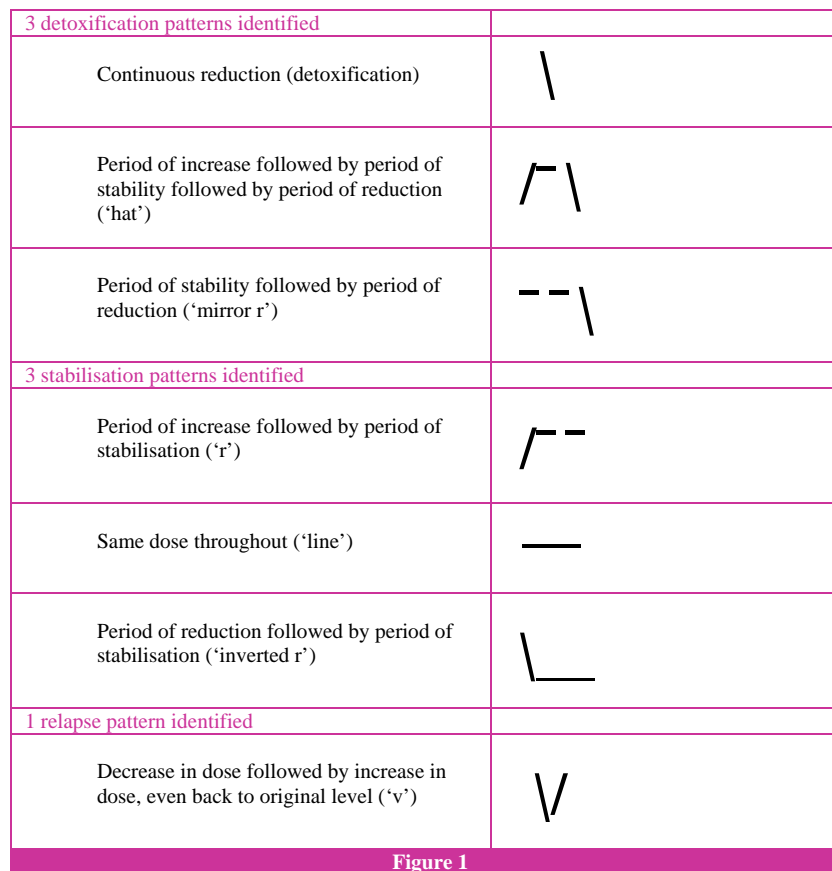 3 detoxification patterns identified
Continuous reduction (detoxification)
Period of increase followed by period of
stability followed by period of reduction
(‘hat’)
Period of stability followed by period of
reduction (‘mirror r’)
3 stabilisation patterns identified
Period of increase followed by period of
stabilisation (‘r’)
Same dose throughout (‘line’)
Period of reduction followed by period of
stabilisation (‘inverted r’)
1 relapse pattern identified
Decrease in dose followed by increase in
dose, even back to original level (‘v’)
Figure 1